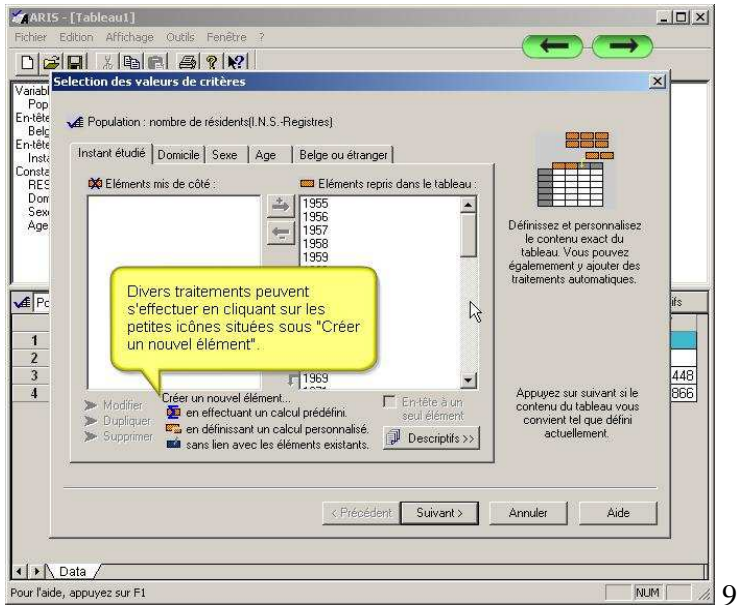 ARIS - [Tableau1]
Fichier Edition Affichage Outils Fenêtre ?
Selection des valeurs de critères
Variabl
Pop
En-tête
Belg
En-tête
Insta
Consta
RES
Dom
Sexe
Age
Population : nombre de résidents(I.N.S.-Registres)
Instant étudié Domicile Sexe Age Belge ou étranger
Eléments mis de côté :
Eléments repris dans le tableau :
1955
1956
1957
1958
1959
1969
Divers traitements peuvent
s'effectuer en cliquant sur les
petites icônes situées sous "Créer
un nouvel élément".
Définissez et personnalisez
le contenu exact du
tableau. Vous pouvez
égalemement y ajouter des
traitements automatiques.
Modifier
Dupliquer
Supprimer
Créer un nouvel élément...
en effectuant un calcul prédéfini.
en définissant un calcul personnalisé.
sans lien avec les éléments existants.
En-tête à un
seul élément
Descriptifs >>
Appuyez sur suivant si le
contenu du tableau vous
convient tel que défini
actuellement.
< Précédent Suivant > Annuler Aide
Po
ifs
1
2
3 448
4 866
Data
Pour l'aide, appuyez sur F1 NUM
9